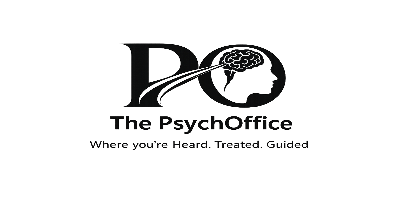 PO
The PsychOffice
Where you're Heard. Treated. Guided